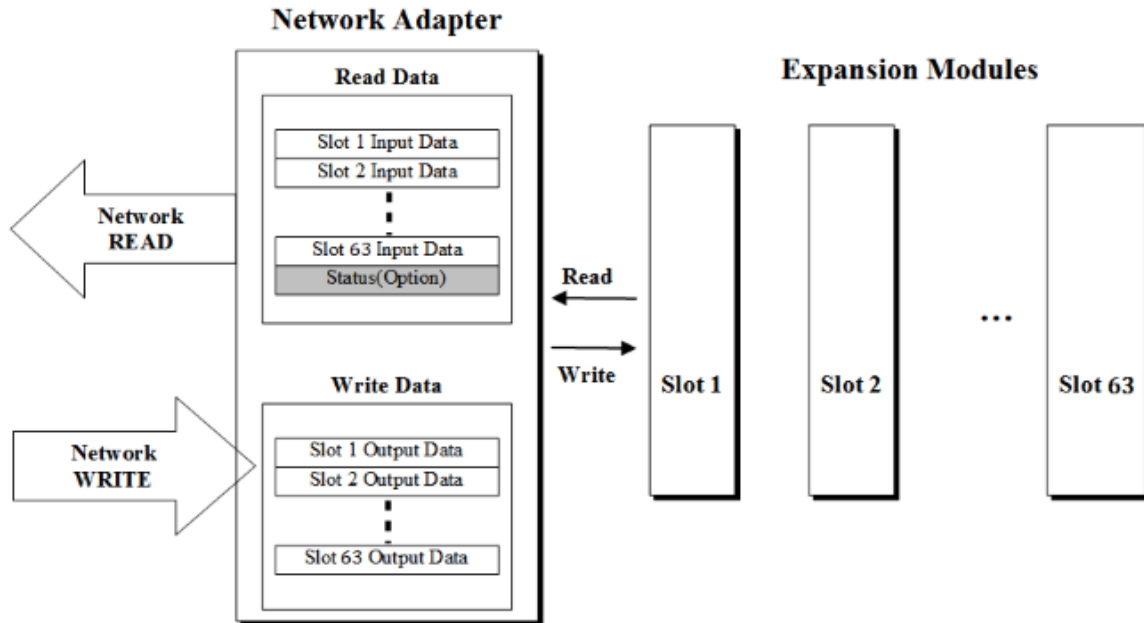 Network Adapter
Read Data
Slot 1 Input Data
Slot 2 Input Data
Slot 63 Input Data
Status(Option)
Network
READ
Write Data
Slot 1 Output Data
Slot 2 Output Data
Slot 63 Output Data
Network
WRITE
Read
Write
Expansion Modules
Slot 1
Slot 2
...
Slot 63